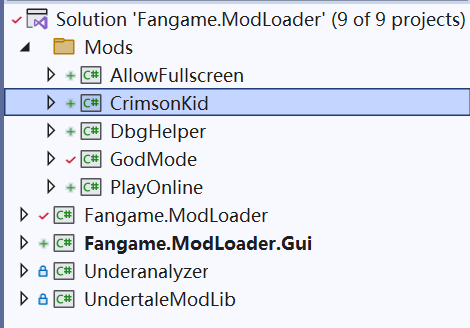 Solution 'Fangame.ModLoader' (9 of 9 projects)
Mods
C# AllowFullscreen
C# CrimsonKid
C# DbgHelper
C# GodMode
C# PlayOnline
C# Fangame.ModLoader
C# Fangame.ModLoader.Gui
C# Underanalyzer
C# UndertaleModLib